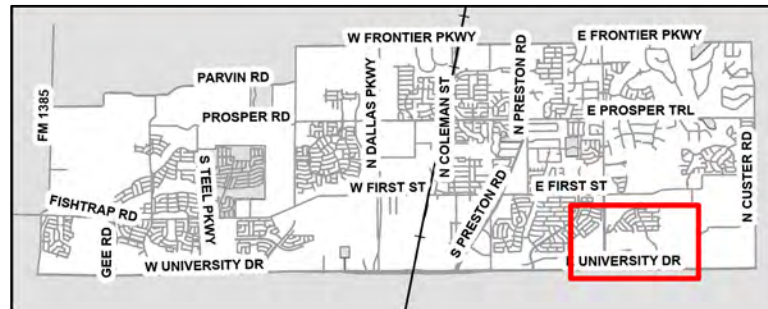 W FRONTIER PKWY
E FRONTIER PKWY
PARVIN RD
PROSPER RD
E PROSPER TRL
FM 1385
N DALLAS PKWY
N COLEMAN ST
N PRESTON RD
S TEEL PKWY
W FIRST ST
E FIRST ST
S PRESTON RD
N CUSTER RD
FISHTRAP RD
GEE RD
W UNIVERSITY DR
UNIVERSITY DR